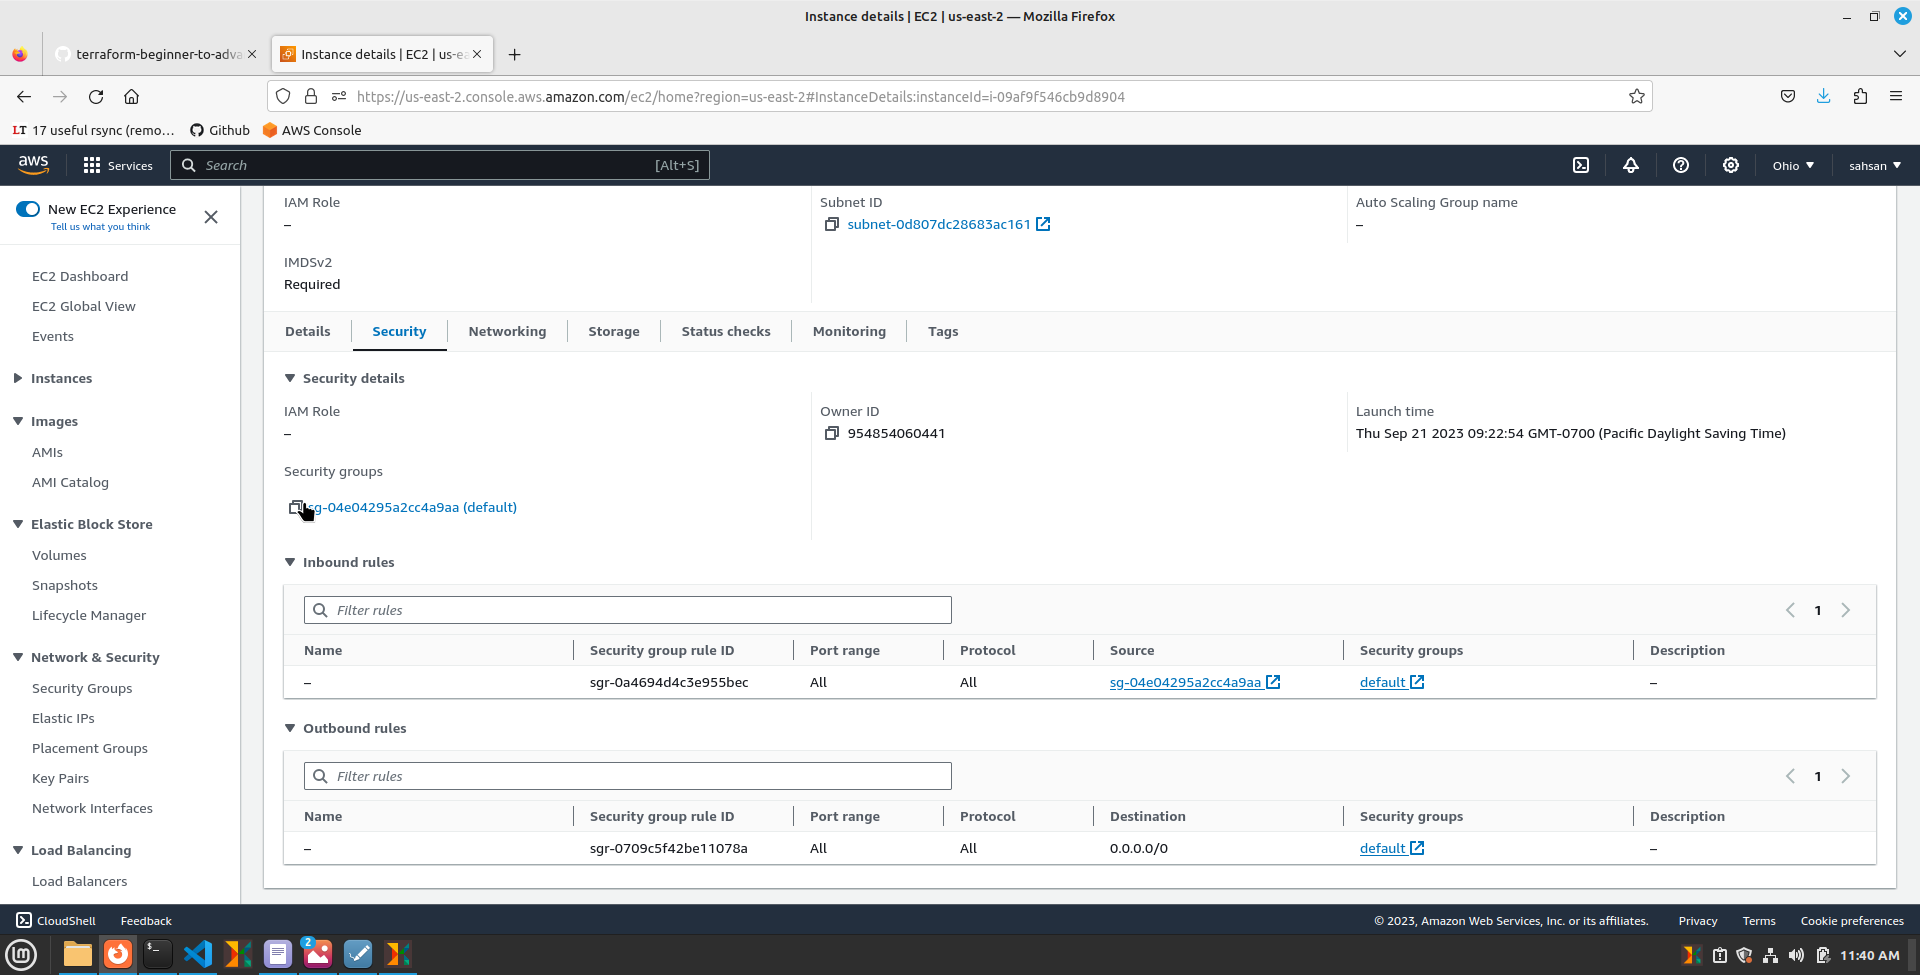 Instance details | EC2 | us-east-2 — Mozilla Firefox
terraform-beginner-to-adva
Instance details | EC2 | us-ea
https://us-east-2.console.aws.amazon.com/ec2/home?region=us-east-2#InstanceDetails:instanceId=i-09af9f546cb9d8904
LT 17 useful rsync (remo… Github AWS Console
aws Services Search [Alt+S] Ohio sahsan
New EC2 Experience
Tell us what you think
EC2 Dashboard
EC2 Global View
Events
Instances
Images
AMIs
AMI Catalog
Elastic Block Store
Volumes
Snapshots
Lifecycle Manager
Network & Security
Security Groups
Elastic IPs
Placement Groups
Key Pairs
Network Interfaces
Load Balancing
Load Balancers
IAM Role Subnet ID Auto Scaling Group name
– subnet-0d807dc28683ac161 –
IMDSv2
Required
Details Security Networking Storage Status checks Monitoring Tags
Security details
IAM Role Owner ID Launch time
– 954854060441 Thu Sep 21 2023 09:22:54 GMT-0700 (Pacific Daylight Saving Time)
Security groups
sg-04e04295a2cc4a9aa (default)
Inbound rules
Filter rules 1
Name Security group rule ID Port range Protocol Source Security groups Description
– sgr-0a4694d4c3e955bec All All sg-04e04295a2cc4a9aa default –
Outbound rules
Filter rules 1
Name Security group rule ID Port range Protocol Destination Security groups Description
– sgr-0709c5f42be11078a All All 0.0.0.0/0 default –
CloudShell Feedback © 2023, Amazon Web Services, Inc. or its affiliates. Privacy Terms Cookie preferences
2
11:40 AM